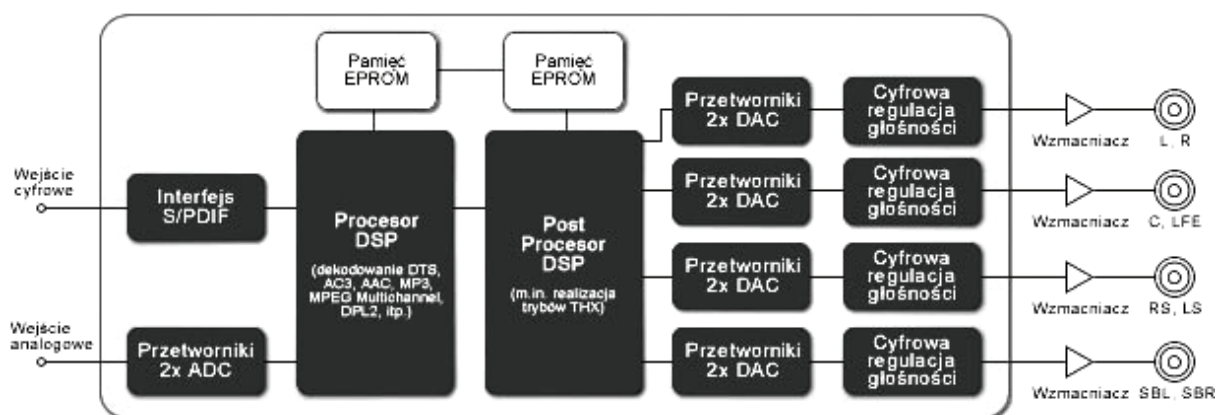 Pamięć
EPROM
Pamięć
EPROM
Wejście
cyfrowe
Interfejs
S/PDIF
Wejście
analogowe
Przetworniki
2x ADC
Procesor
DSP
(dekodowanie DTS,
AC3, AAC, MP3,
MPEG Multichannel,
DPL2, itp.)
Post
Procesor
DSP
(m.in. realizacja
trybów THX)
Przetworniki
2x DAC
Cyfrowa
regulacja
głośności
Wzmacniacz
L, R
Przetworniki
2x DAC
Cyfrowa
regulacja
głośności
Wzmacniacz
C, LFE
Przetworniki
2x DAC
Cyfrowa
regulacja
głośności
Wzmacniacz
RS, LS
Przetworniki
2x DAC
Cyfrowa
regulacja
głośności
Wzmacniacz
SBL, SBR